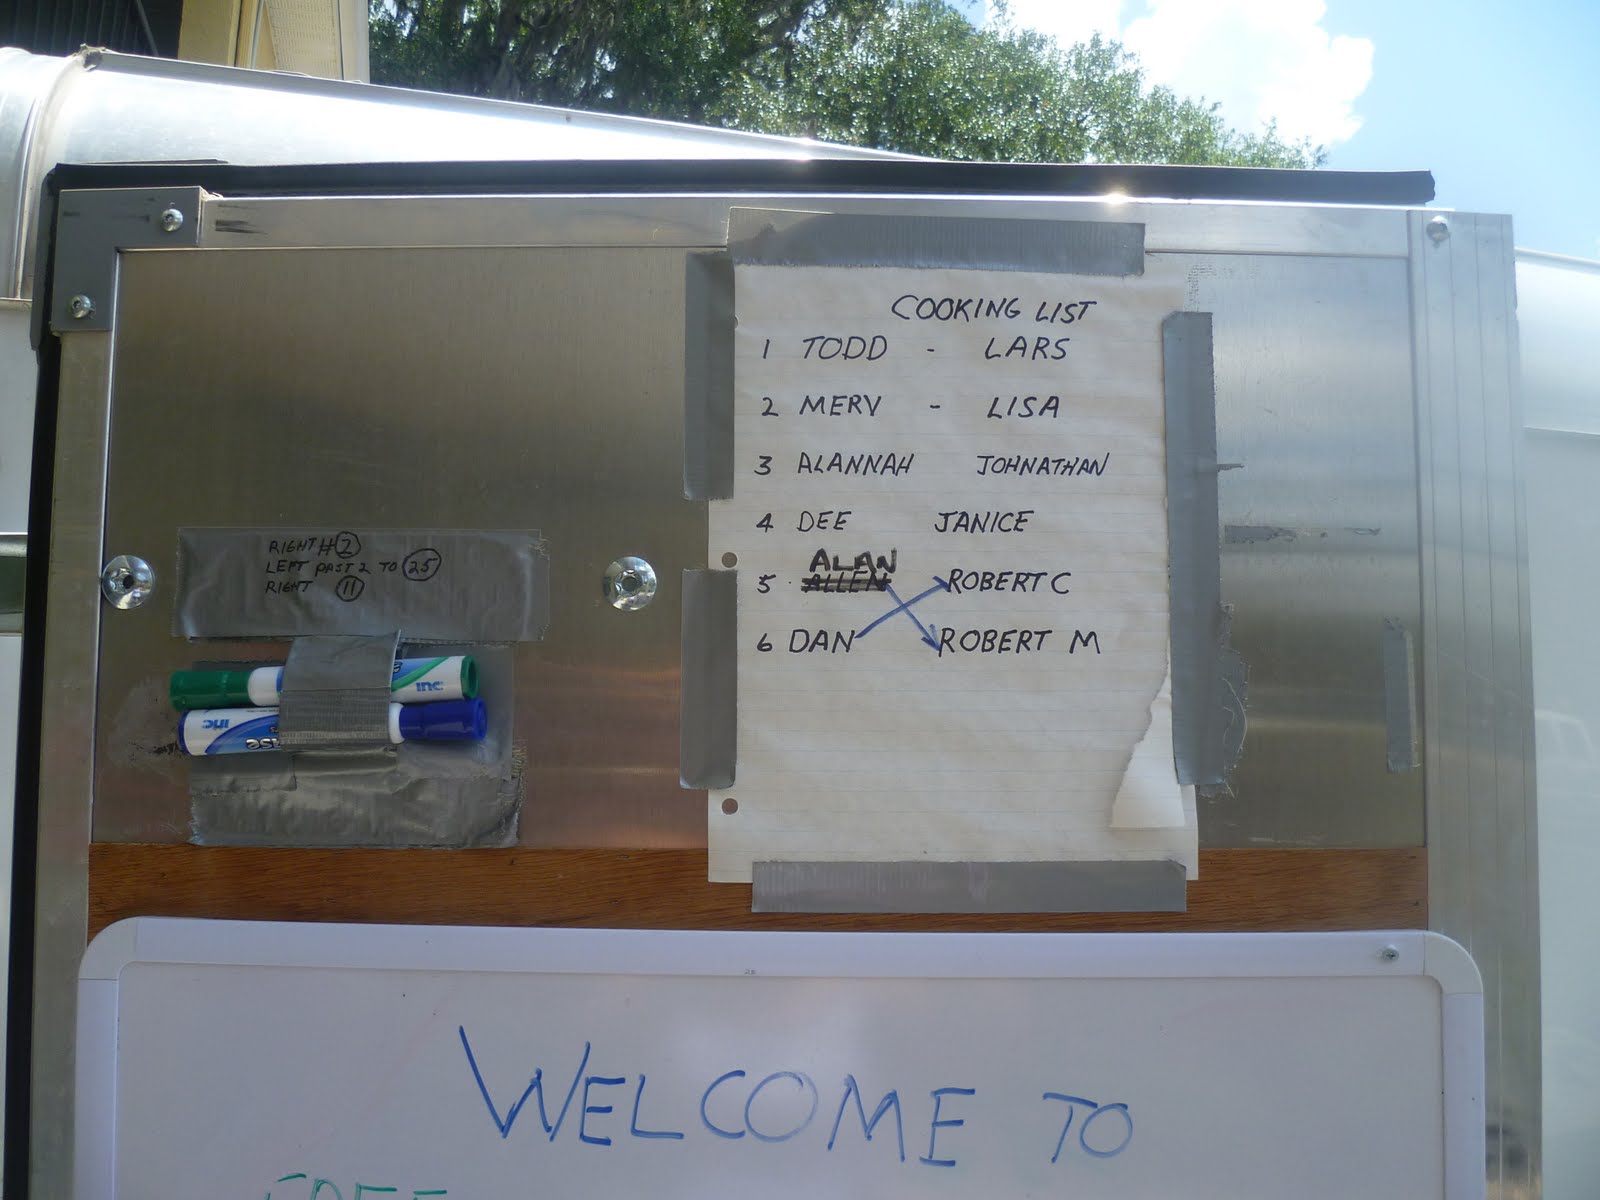 COOKING LIST
1 TODD - LARS
2 MERV - LISA
3 ALANNAH JOHNATHAN
4 DEE JANICE
ALAN
5 ALLEN ROBERT C
6 DAN ROBERT M
RIGHT #2
LEFT PAST 2 TO 25
RIGHT 11
INC
INC
WELCOME TO
FREE